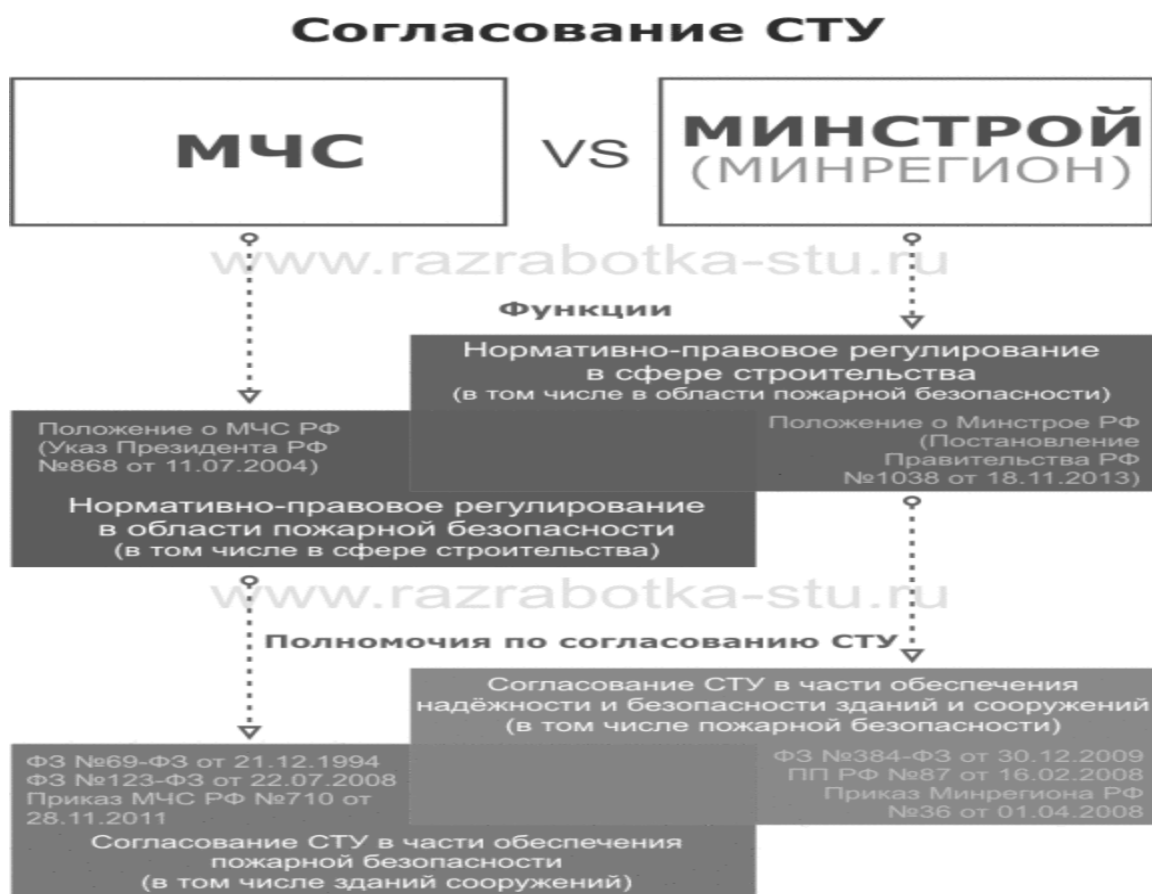 Согласование СТУ
МЧС
VS
МИНСТРОЙ
(МИНРЕГИОН)
www.razrabotka-stu.ru
Функции
Нормативно-правовое регулирование
в сфере строительства
(в том числе в области пожарной безопасности)
Положение о Минстрое РФ
(Постановление
Правительства РФ
№1038 от 18.11.2013)
Положение о МЧС РФ
(Указ Президента РФ
№868 от 11.07.2004)
Нормативно-правовое регулирование
в области пожарной безопасности
(в том числе в сфере строительства)
www.razrabotka-stu.ru
Полномочия по согласованию СТУ
Согласование СТУ в части обеспечения
надёжности и безопасности зданий и сооружений
(в том числе пожарной безопасности)
ФЗ №384-ФЗ от 30.12.2009
ПП РФ №87 от 16.02.2008
Приказ Минрегиона РФ
№36 от 01.04.2008
ФЗ №69-ФЗ от 21.12.1994
ФЗ №123-ФЗ от 22.07.2008
Приказ МЧС РФ №710 от
28.11.2011
Согласование СТУ в части обеспечения
пожарной безопасности
(в том числе зданий сооружений)